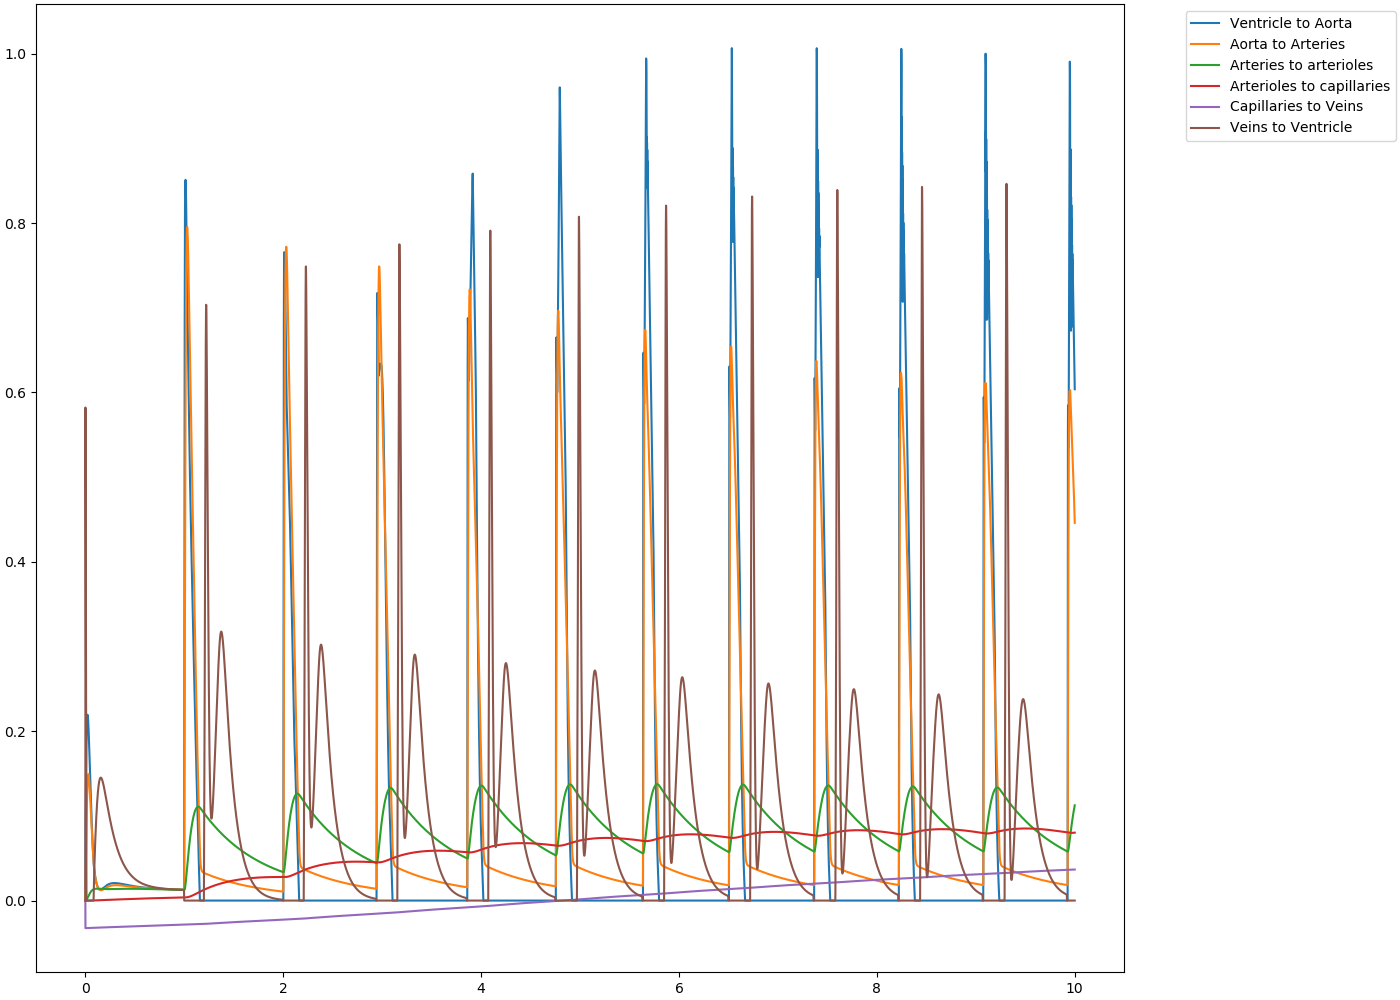 Ventricle to Aorta
Aorta to Arteries
Arteries to arterioles
Arterioles to capillaries
Capillaries to Veins
Veins to Ventricle
1.0
0.8
0.6
0.4
0.2
0.0
0 2 4 6 8 10